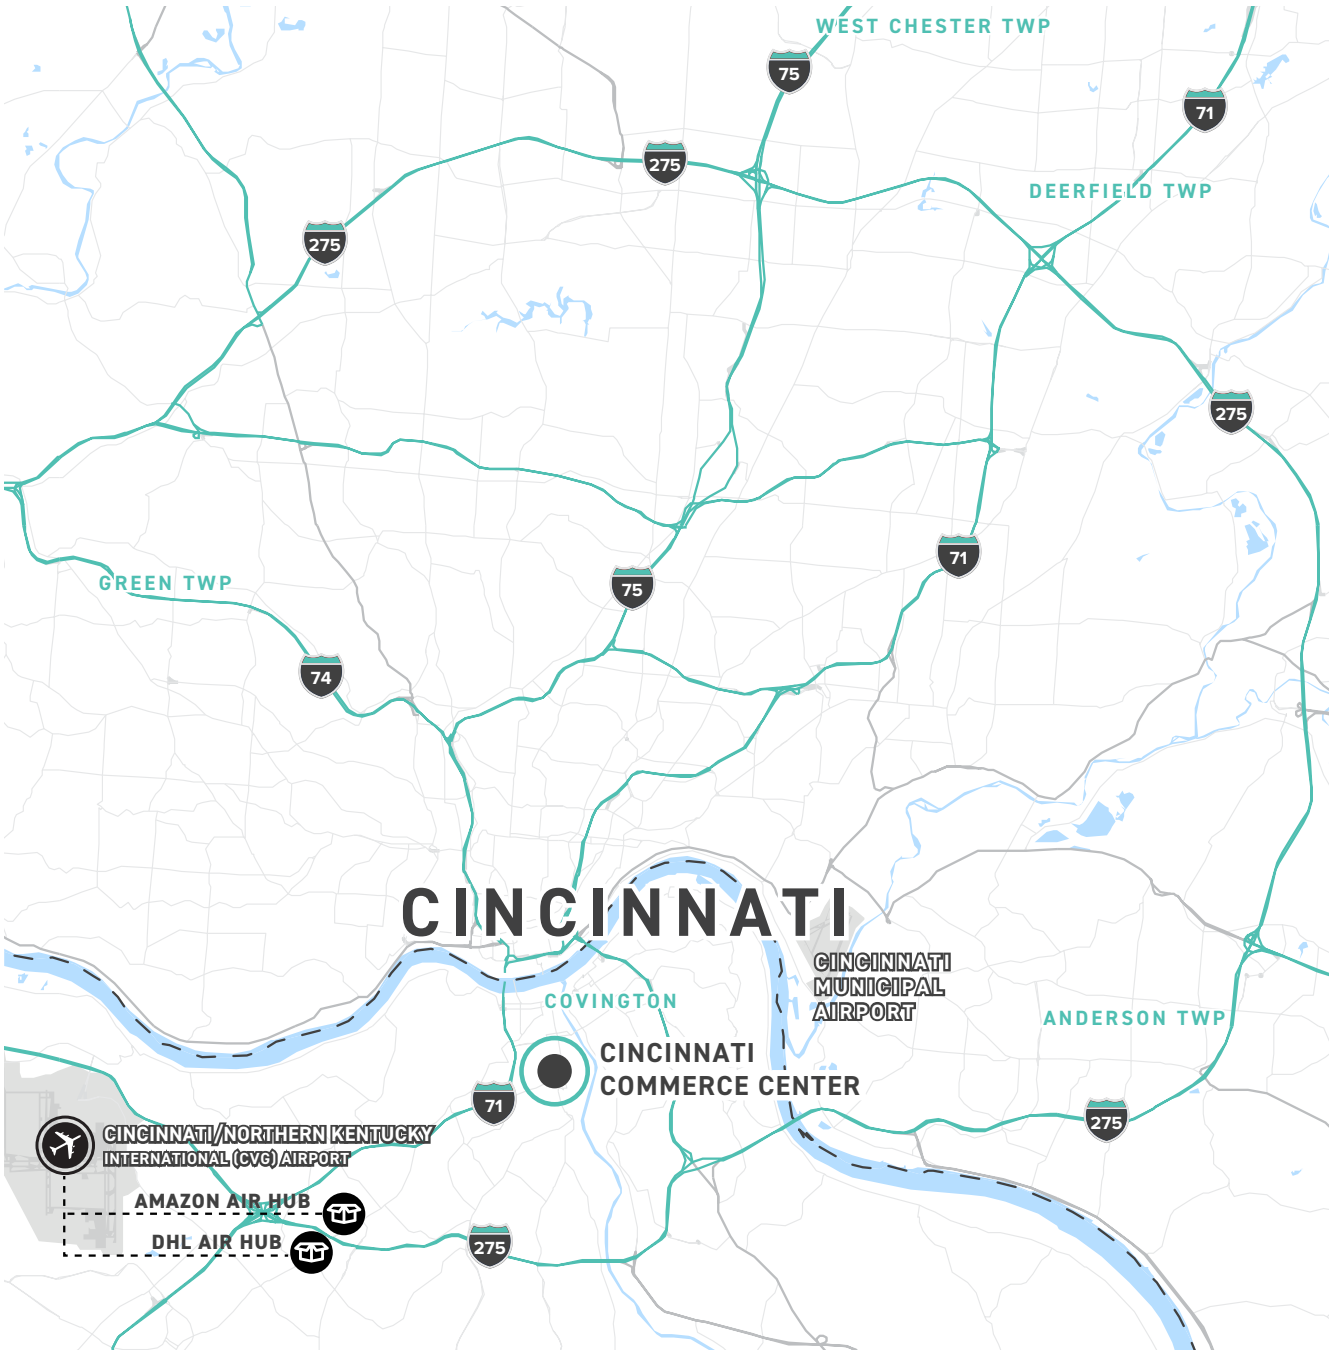 WEST CHESTER TWP
75
71
275
DEERFIELD TWP
275
275
71
GREEN TWP
75
74
CINCINNATI
CINCINNATI
MUNICIPAL
AIRPORT
COVINGTON
ANDERSON TWP
CINCINNATI
COMMERCE CENTER
71
275
CINCINNATI/NORTHERN KENTUCKY
INTERNATIONAL (CVG) AIRPORT
AMAZON AIR HUB
DHL AIR HUB
275